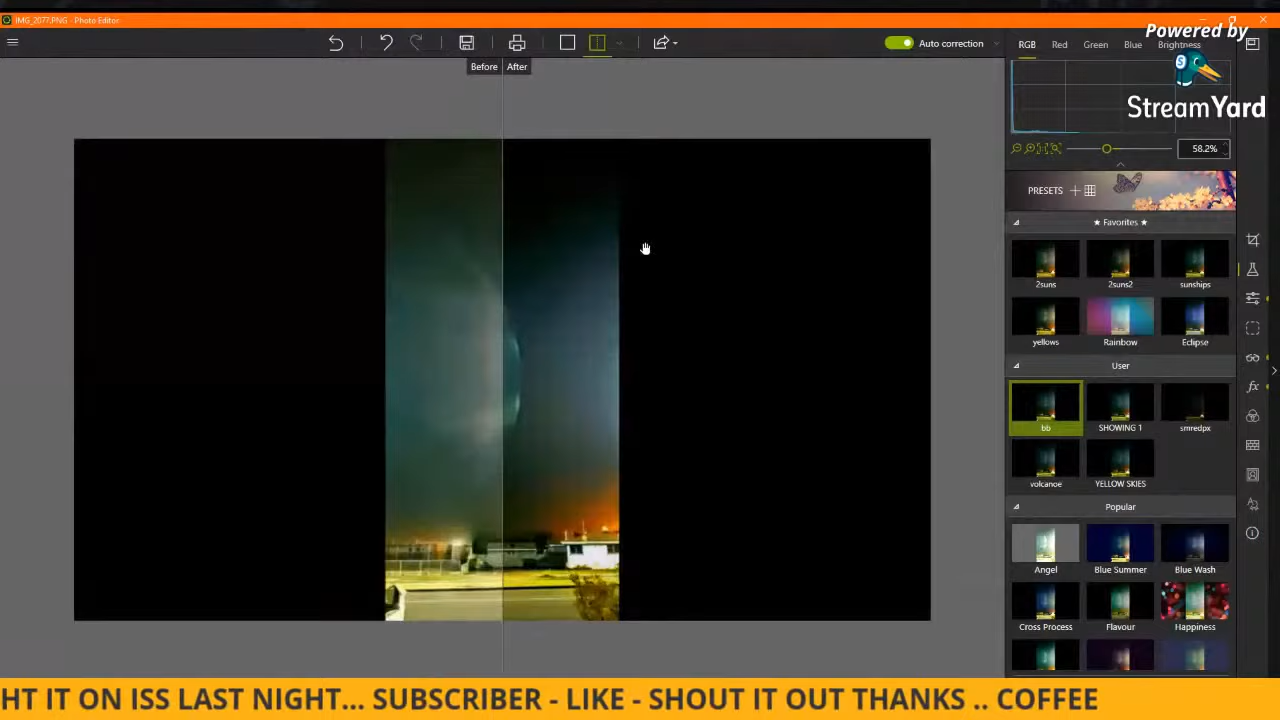 IMG_2077.PNG - Photo Editor
Powered by
StreamYard
Before After
Auto correction
RGB Red Green Blue Brightness
58.2%
PRESETS
★ Favorites ★
2suns 2suns2 sunships
yellows Rainbow Eclipse
User
bb SHOWING 1 smredpx
volcanoe YELLOW SKIES
Popular
Angel Blue Summer Blue Wash
Cross Process Flavour Happiness
HT IT ON ISS LAST NIGHT... SUBSCRIBER - LIKE - SHOUT IT OUT THANKS .. COFFEE